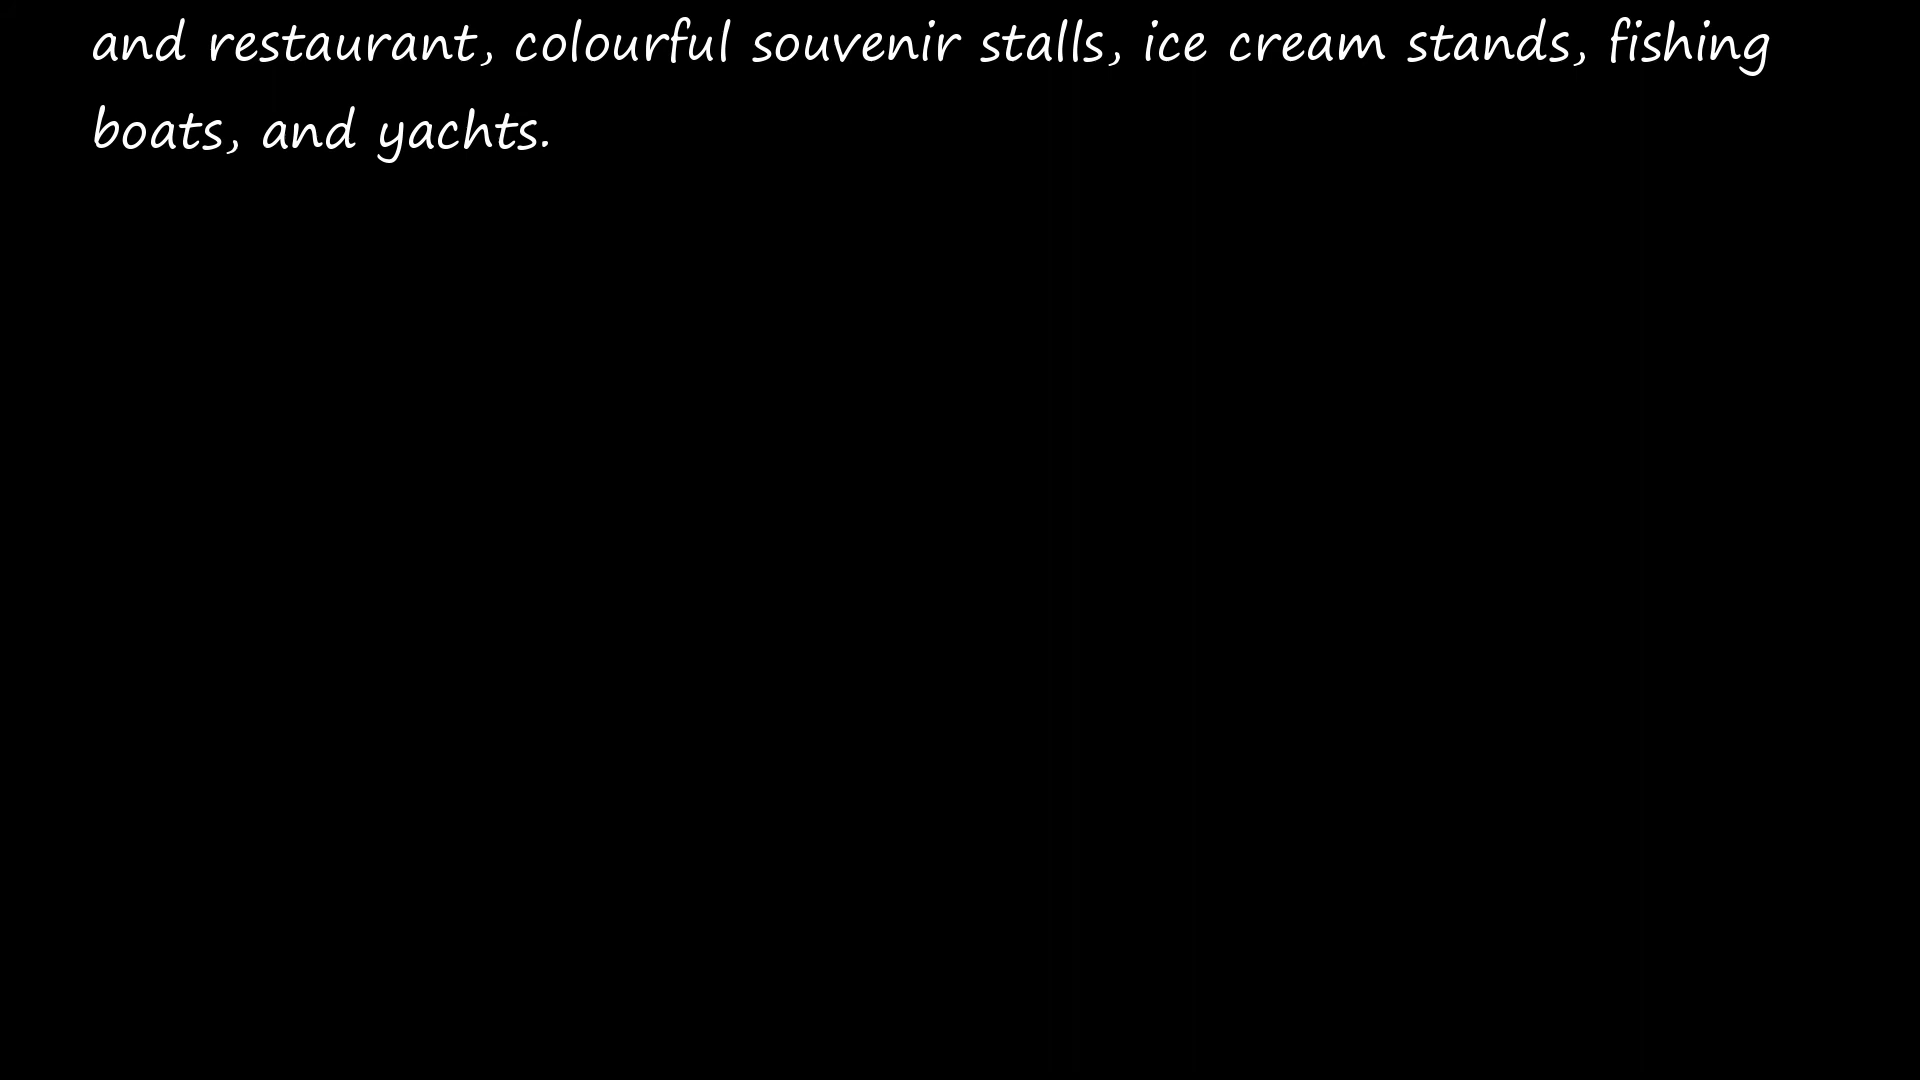 and restaurant, colourful souvenir stalls, ice cream stands, fishing
boats, and yachts.